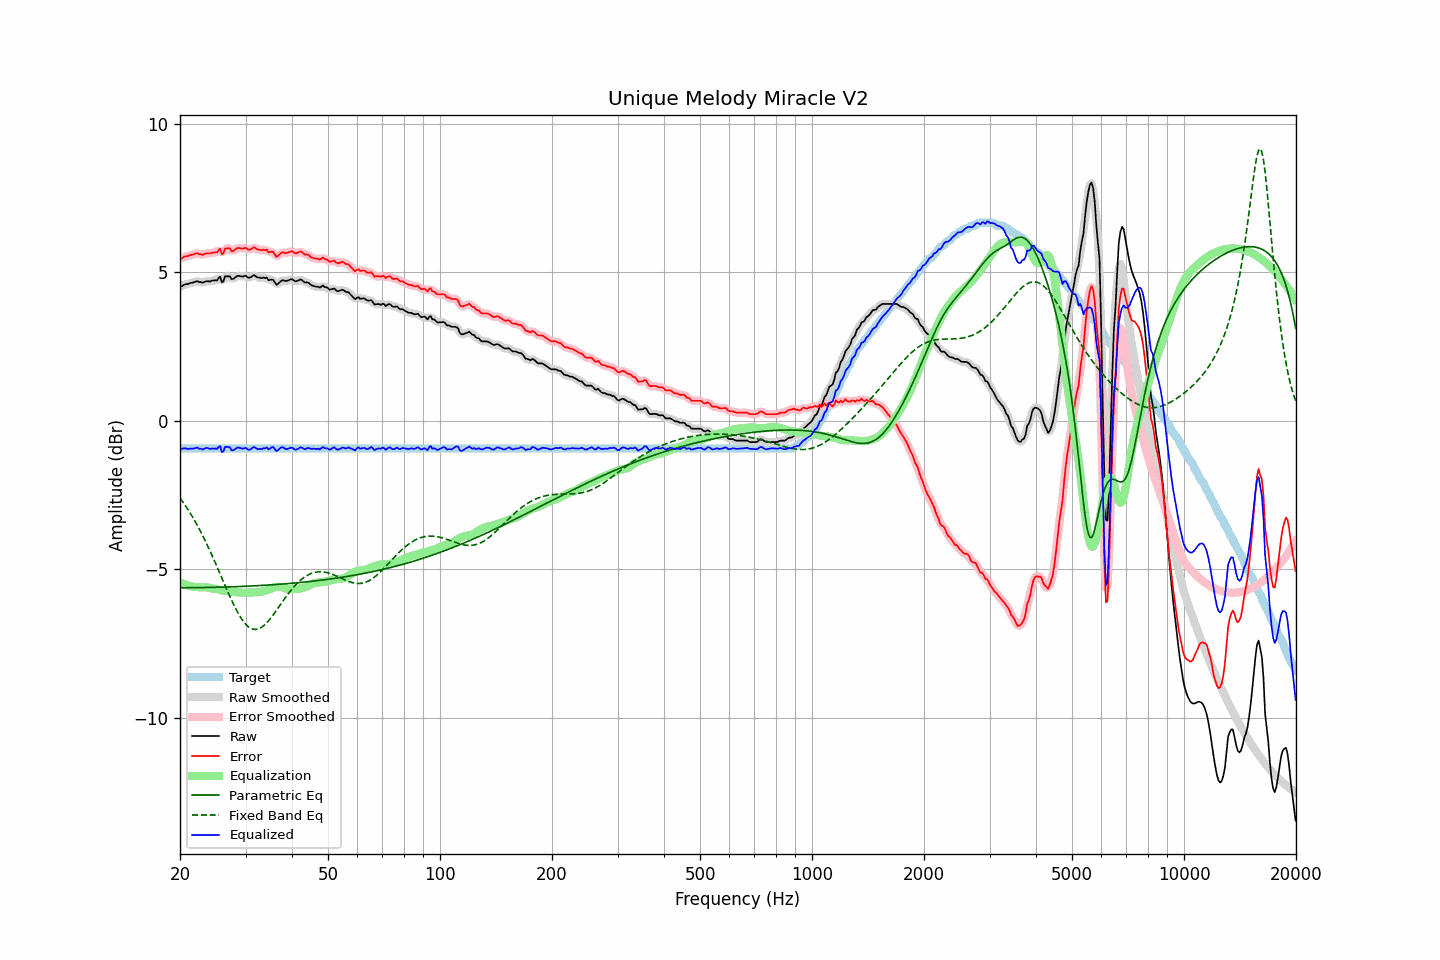 Unique Melody Miracle V2
10
5
0
−5
−10
Amplitude (dBr)
Target
Raw Smoothed
Error Smoothed
Raw
Error
Equalization
Parametric Eq
Fixed Band Eq
Equalized
20 50 100 200 500 1000 2000 5000 10000 20000
Frequency (Hz)